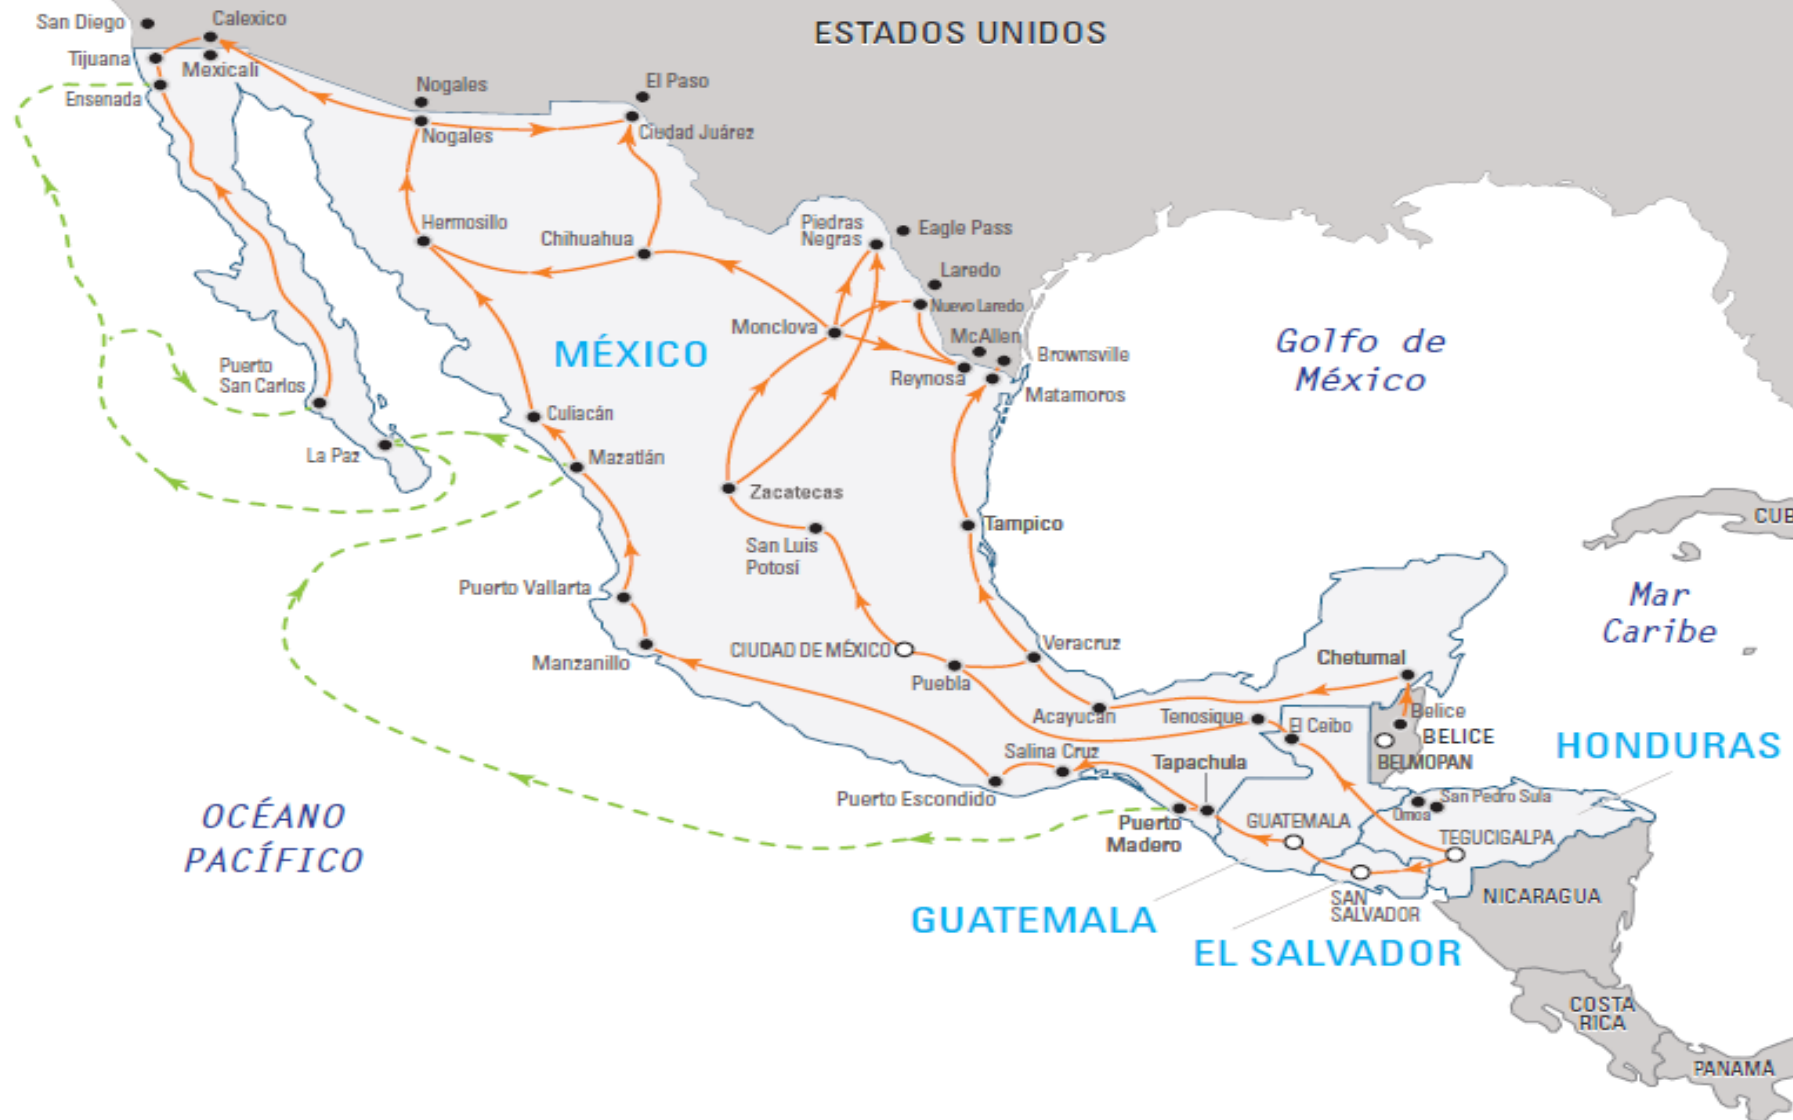 San Diego
Calexico
ESTADOS UNIDOS
Tijuana
Mexicali
Ensenada
Nogales
El Paso
Nogales
Ciudad Juárez
Hermosillo
Chihuahua
Piedras
Negras
Eagle Pass
Laredo
Nuevo Laredo
Monclova
McAllen
Brownsville
MÉXICO
Reynosa
Matamoros
Golfo de
México
Puerto
San Carlos
Culiacán
La Paz
Mazatlán
Zacatecas
Tampico
San Luis
Potosí
CUB
Puerto Vallarta
Mar
Caribe
CIUDAD DE MÉXICO
Veracruz
Manzanillo
Puebla
Chetumal
Acayucán
Tenosique
El Ceibo
Belice
BELICE
BELMOPAN
HONDURAS
Salina Cruz
Tapachula
Puerto Escondido
San Pedro Sula
Omoa
OCÉANO
PACÍFICO
Puerto
Madero
GUATEMALA
TEGUCIGALPA
SAN
SALVADOR
NICARAGUA
GUATEMALA
EL SALVADOR
COSTA
RICA
PANAMÁ